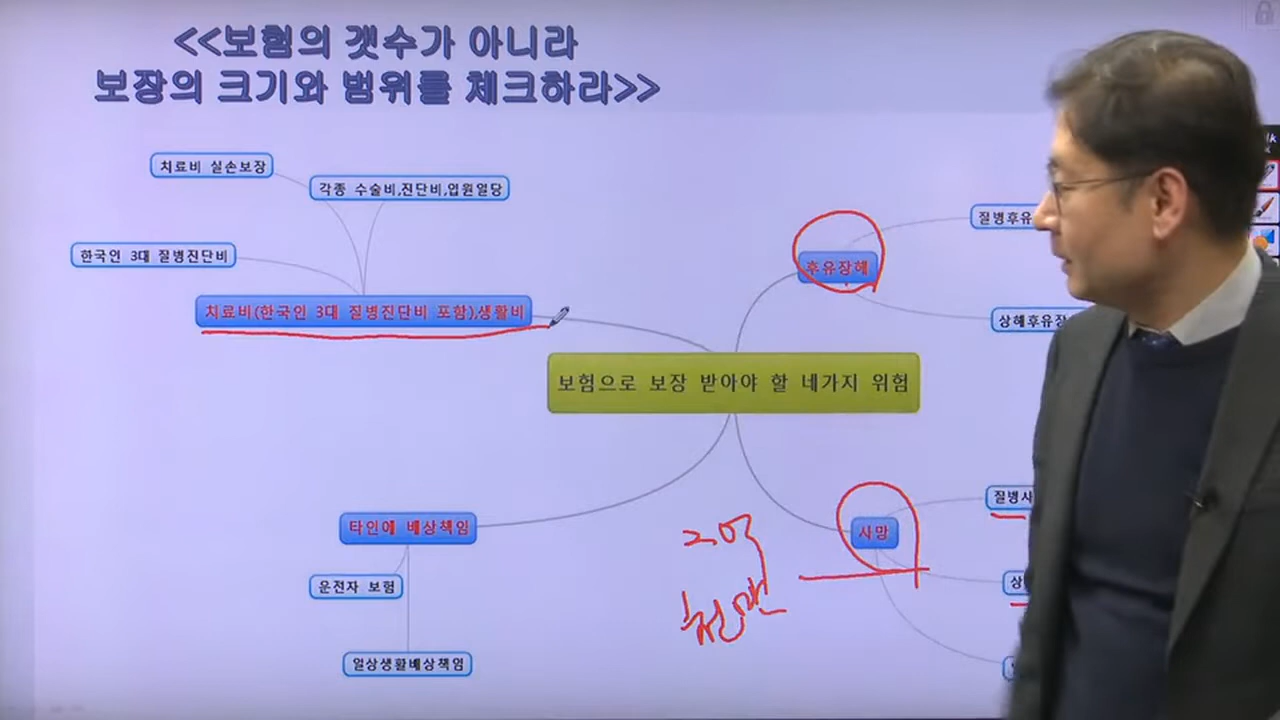 <<보험의 갯수가 아니라
보장의 크기와 범위를 체크하라>>
치료비 실손보장
각종 수술비,진단비,입원일당
한국인 3대 질병진단비
치료비(한국인 3대 질병진단비 포함),생활비
후유장해
질병후유
상해후유장
보험으로 보장 받아야 할 네가지 위험
타인에 배상책임
운전자 보험
일상생활배상책임
사망
질병사
상
2억
천만